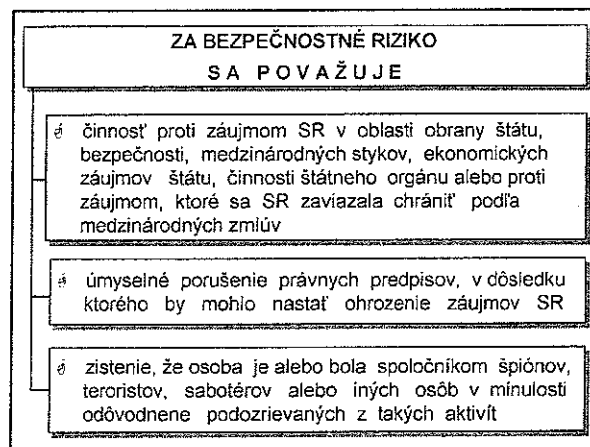 ZA BEZPEČNOSTNÉ RIZIKO
SA POVAŽUJE
činnosť proti záujmom SR v oblasti obrany štátu,
bezpečnosti, medzinárodných stykov, ekonomických
záujmov štátu, činnosti štátneho orgánu alebo proti
záujmom, ktoré sa SR zaviazala chrániť podľa
medzinárodných zmlúv
úmyselné porušenie právnych predpisov, v dôsledku
ktorého by mohlo nastať ohrozenie záujmov SR
zistenie, že osoba je alebo bola spoločníkom špiónov,
teroristov, sabotérov alebo iných osôb v minulosti
odôvodnene podozrievaných z takých aktivít